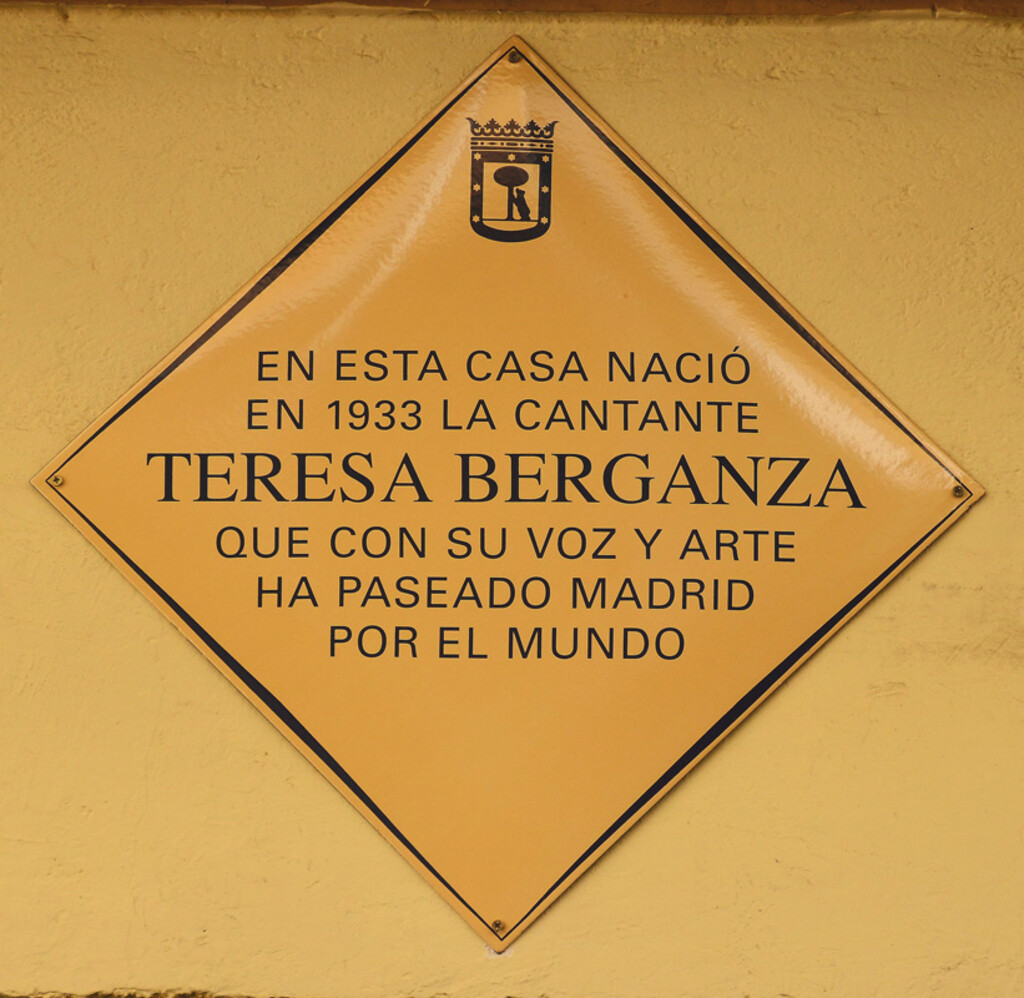 EN ESTA CASA NACIÓ
EN 1933 LA CANTANTE
TERESA BERGANZA
QUE CON SU VOZ Y ARTE
HA PASEADO MADRID
POR EL MUNDO